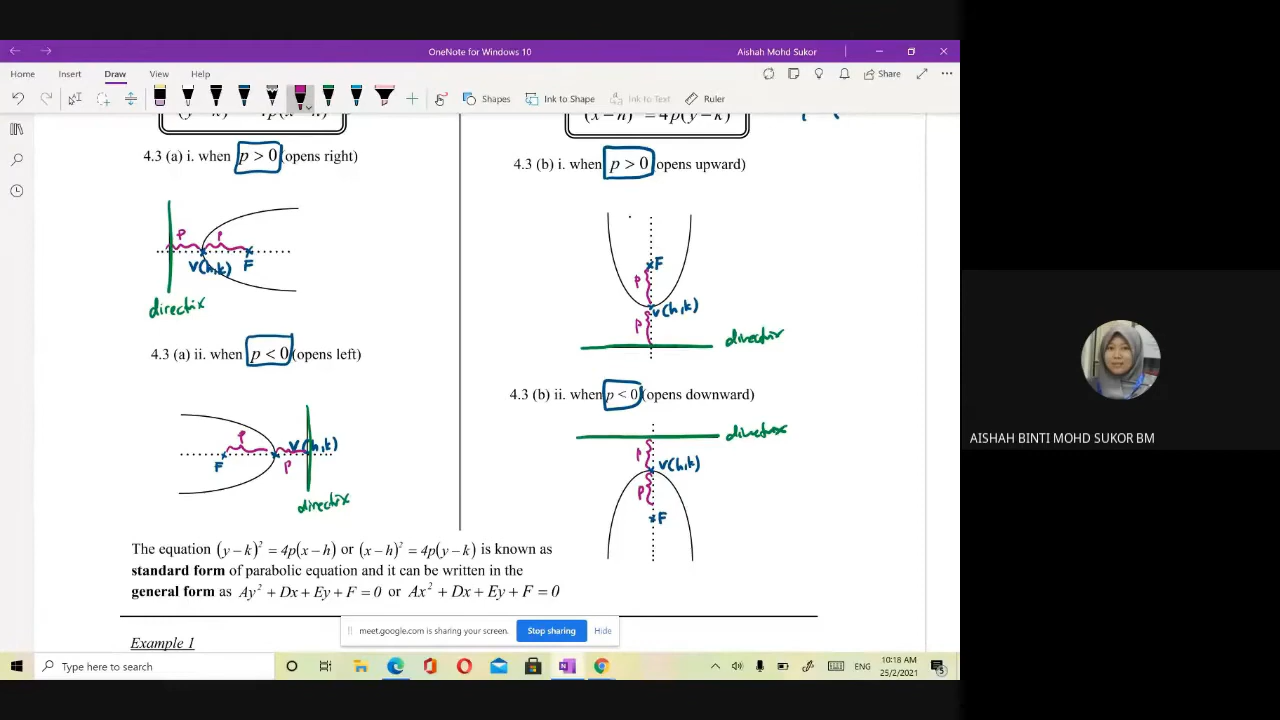 OneNote for Windows 10
Aishah Mohd Sukor
Home Insert Draw View Help
Share
Shapes Ink to Shape Ink to Text Ruler
(x − h)² = 4p(y − k)
4.3 (a) i. when p > 0 (opens right)
P P
V(h,k) F
directrix
4.3 (a) ii. when p < 0 (opens left)
P V(h,k)
F P
directrix
4.3 (b) i. when p > 0 (opens upward)
F
P
V(h,k)
P
directrix
4.3 (b) ii. when p < 0 (opens downward)
directrix
P
V(h,k)
P
F
The equation (y − k)² = 4p(x − h) or (x − h)² = 4p(y − k) is known as
standard form of parabolic equation and it can be written in the
general form as Ay² + Dx + Ey + F = 0 or Ax² + Dx + Ey + F = 0
Example 1
meet.google.com is sharing your screen. Stop sharing Hide
Type here to search
ENG
10:18 AM
25/2/2021
5
AISHAH BINTI MOHD SUKOR BM